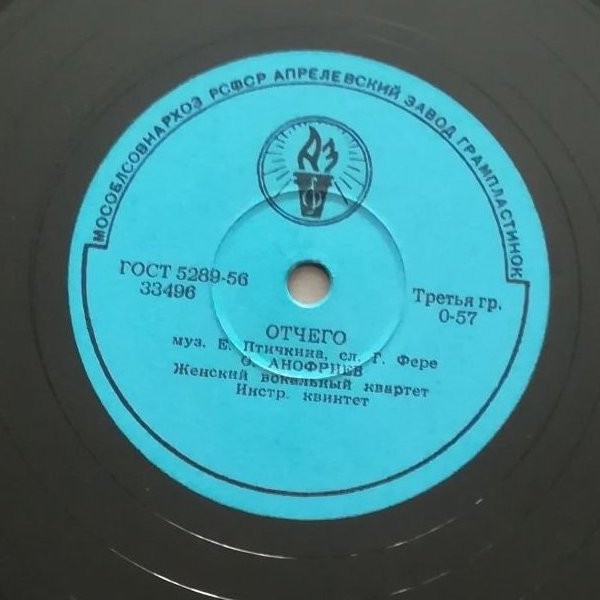 МОСОБЛСОВНАРХОЗ РСФСР АПРЕЛЕВСКИЙ ЗАВОД ГРАМПЛАСТИНОК
АЗ
Ф
ГОСТ 5289-56
33496
Третья гр.
0-57
ОТЧЕГО
муз. Е. Птичкина, сл. Г. Фере
О. АНОФРИЕВ
Женский вокальный квартет
Инстр. квинтет